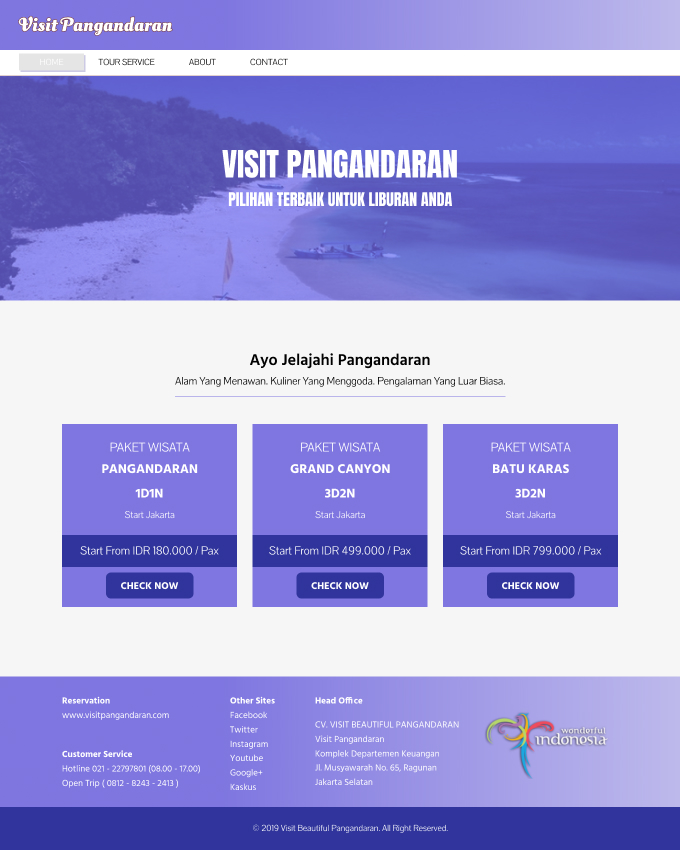 Visit Pangandaran
HOME TOUR SERVICE ABOUT CONTACT
VISIT PANGANDARAN
PILIHAN TERBAIK UNTUK LIBURAN ANDA
Ayo Jelajahi Pangandaran
Alam Yang Menawan. Kuliner Yang Menggoda. Pengalaman Yang Luar Biasa.
PAKET WISATA
PANGANDARAN
1D1N
Start Jakarta
Start From IDR 180.000 / Pax
CHECK NOW
PAKET WISATA
GRAND CANYON
3D2N
Start Jakarta
Start From IDR 499.000 / Pax
CHECK NOW
PAKET WISATA
BATU KARAS
3D2N
Start Jakarta
Start From IDR 799.000 / Pax
CHECK NOW
Reservation
www.visitpangandaran.com
Customer Service
Hotline 021 - 22797801 (08.00 - 17.00)
Open Trip ( 0812 - 8243 - 2413 )
Other Sites
Facebook
Twitter
Instagram
Youtube
Google+
Kaskus
Head Office
CV. VISIT BEAUTIFUL PANGANDARAN
Visit Pangandaran
Komplek Departemen Keuangan
Jl. Musyawarah No. 65, Ragunan
Jakarta Selatan
wonderful
indonesia
© 2019 Visit Beautiful Pangandaran. All Right Reserved.